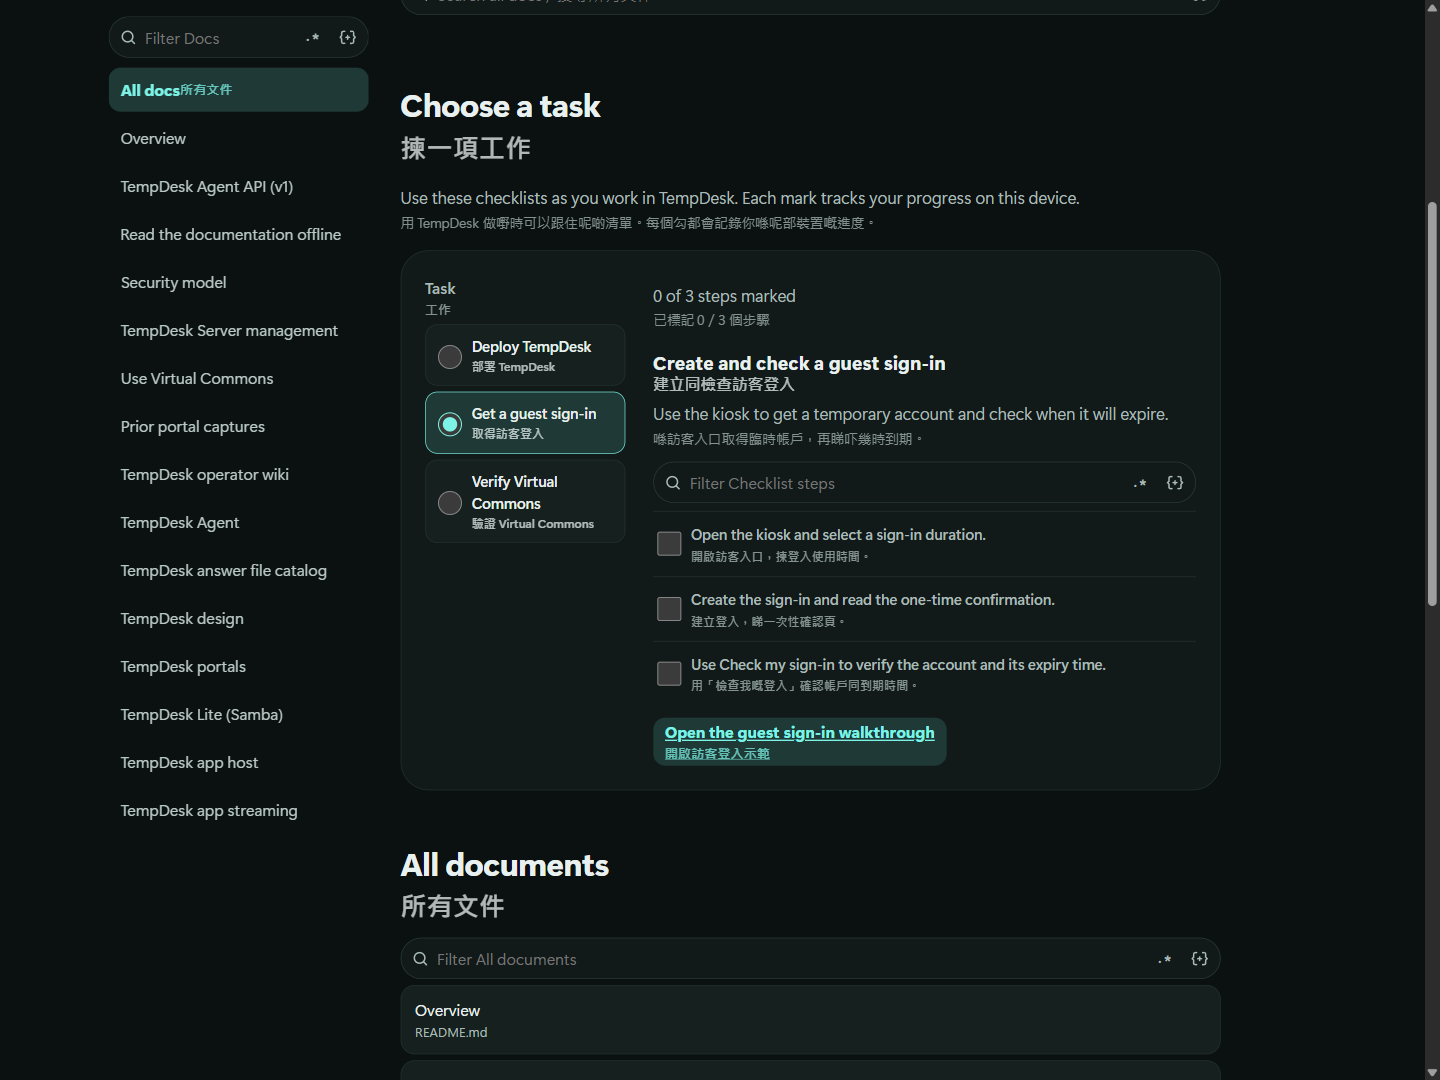 Filter Docs
.*
{+}
All docs所有文件
Overview
TempDesk Agent API (v1)
Read the documentation offline
Security model
TempDesk Server management
Use Virtual Commons
Prior portal captures
TempDesk operator wiki
TempDesk Agent
TempDesk answer file catalog
TempDesk design
TempDesk portals
TempDesk Lite (Samba)
TempDesk app host
TempDesk app streaming
Choose a task
揀一項工作
Use these checklists as you work in TempDesk. Each mark tracks your progress on this device.
用 TempDesk 做嘢時可以跟住呢啲清單。每個勾都會記錄你喺呢部裝置嘅進度。
Task
工作
Deploy TempDesk
部署 TempDesk
Get a guest sign-in
取得訪客登入
Verify Virtual
Commons
驗證 Virtual Commons
0 of 3 steps marked
已標記 0 / 3 個步驟
Create and check a guest sign-in
建立同檢查訪客登入
Use the kiosk to get a temporary account and check when it will expire.
喺訪客入口取得臨時帳戶，再睇吓幾時到期。
Filter Checklist steps
.*
{+}
Open the kiosk and select a sign-in duration.
開啟訪客入口，揀登入使用時間。
Create the sign-in and read the one-time confirmation.
建立登入，睇一次性確認頁。
Use Check my sign-in to verify the account and its expiry time.
用「檢查我嘅登入」確認帳戶同到期時間。
Open the guest sign-in walkthrough
開啟訪客登入示範
All documents
所有文件
Filter All documents
.*
{+}
Overview
README.md